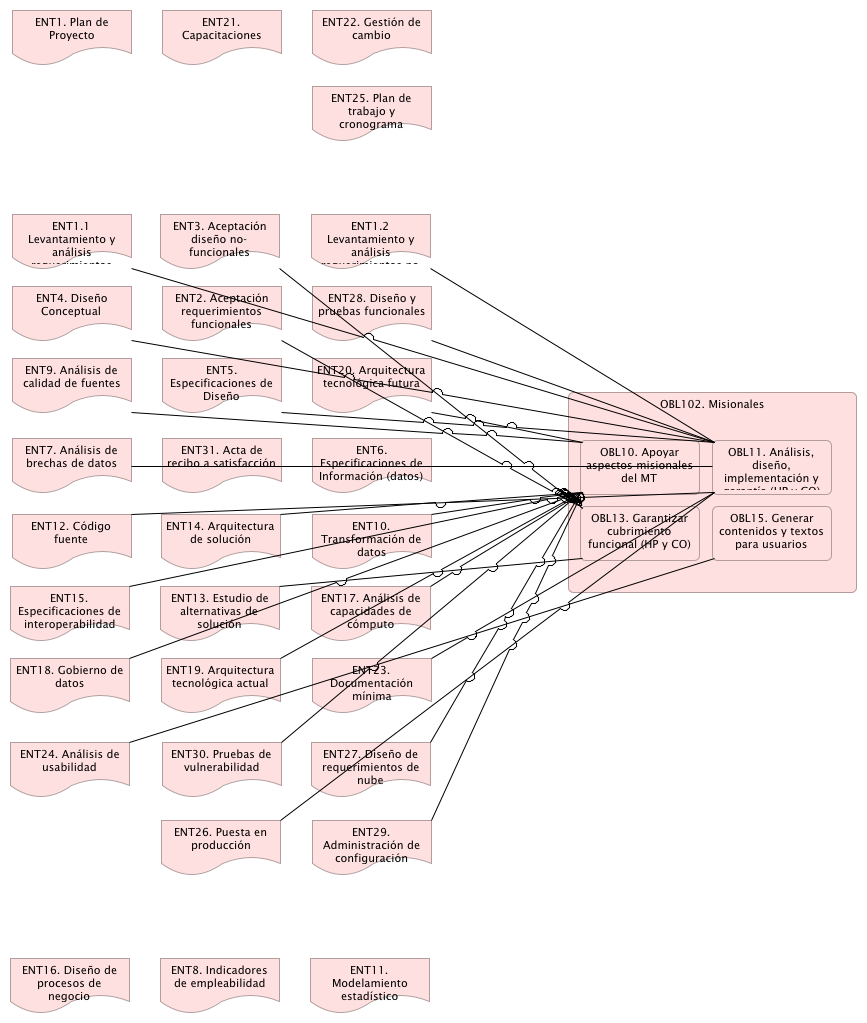 ENT1. Plan de
Proyecto
ENT21.
Capacitaciones
ENT22. Gestión de
cambio
ENT25. Plan de
trabajo y
cronograma
ENT1.1
Levantamiento y
análisis
requerimientos
ENT3. Aceptación
diseño no-
funcionales
ENT1.2
Levantamiento y
análisis
requerimientos no
ENT4. Diseño
Conceptual
ENT2. Aceptación
requerimientos
funcionales
ENT28. Diseño y
pruebas funcionales
ENT9. Análisis de
calidad de fuentes
ENT5.
Especificaciones de
Diseño
ENT20. Arquitectura
tecnológica futura
OBL102. Misionales
ENT7. Análisis de
brechas de datos
ENT31. Acta de
recibo a satisfacción
ENT6.
Especificaciones de
Información (datos)
OBL10. Apoyar
aspectos misionales
del MT
OBL11. Análisis,
diseño,
implementación y
garantía (HP y CO)
ENT12. Código
fuente
ENT14. Arquitectura
de solución
ENT10.
Transformación de
datos
OBL13. Garantizar
cubrimiento
funcional (HP y CO)
OBL15. Generar
contenidos y textos
para usuarios
ENT15.
Especificaciones de
interoperabilidad
ENT13. Estudio de
alternativas de
solución
ENT17. Análisis de
capacidades de
cómputo
ENT18. Gobierno de
datos
ENT19. Arquitectura
tecnológica actual
ENT23.
Documentación
mínima
ENT24. Análisis de
usabilidad
ENT30. Pruebas de
vulnerabilidad
ENT27. Diseño de
requerimientos de
nube
ENT26. Puesta en
producción
ENT29.
Administración de
configuración
ENT16. Diseño de
procesos de
negocio
ENT8. Indicadores
de empleabilidad
ENT11.
Modelamiento
estadístico